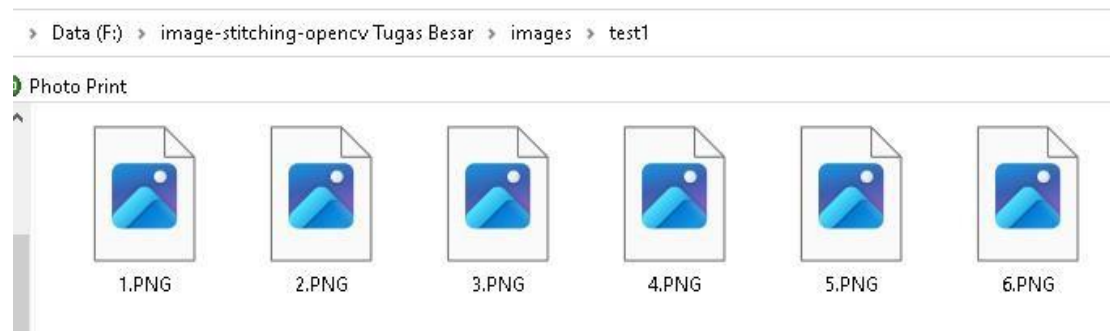 > Data (F:) > image-stitching-opencv Tugas Besar > images > test1
Photo Print
1.PNG 2.PNG 3.PNG 4.PNG 5.PNG 6.PNG